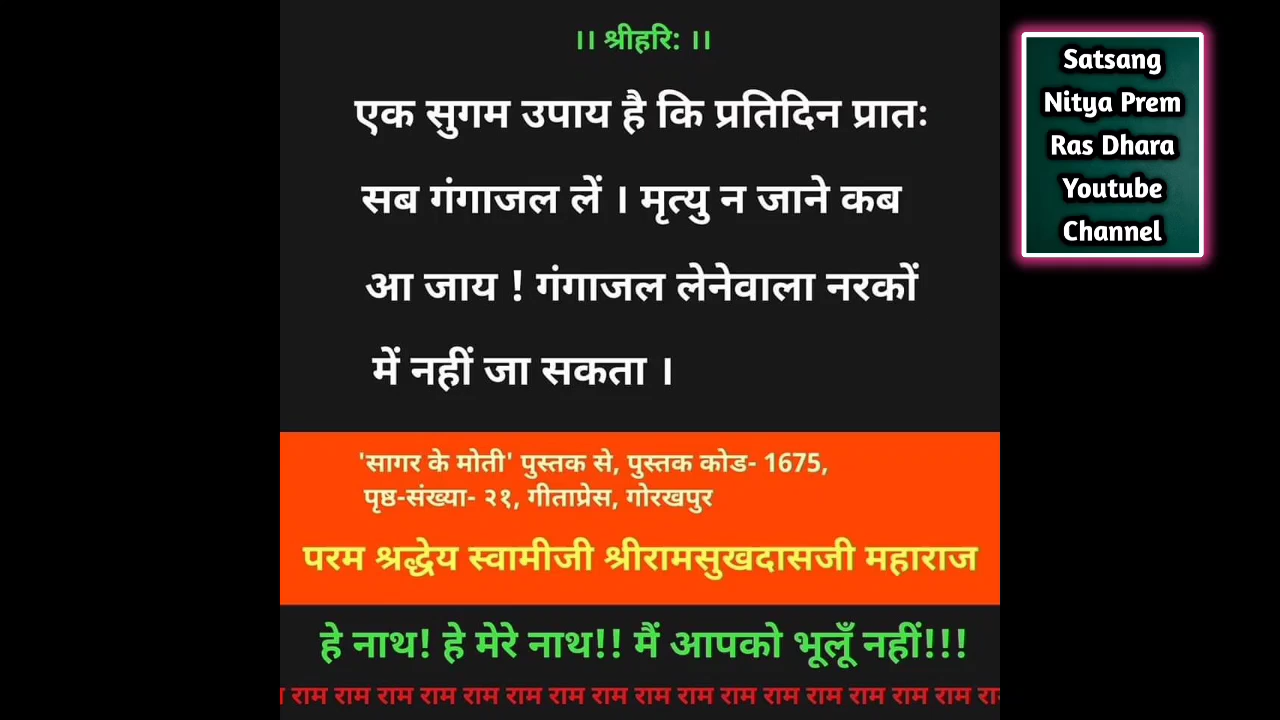 ।। श्रीहरि: ।।
एक सुगम उपाय है कि प्रतिदिन प्रातः
सब गंगाजल लें । मृत्यु न जाने कब
आ जाय ! गंगाजल लेनेवाला नरकों
में नहीं जा सकता ।
'सागर के मोती' पुस्तक से, पुस्तक कोड- 1675,
पृष्ठ-संख्या- २१, गीताप्रेस, गोरखपुर
परम श्रद्धेय स्वामीजी श्रीरामसुखदासजी महाराज
हे नाथ! हे मेरे नाथ!! मैं आपको भूलूँ नहीं!!!
राम राम राम राम राम राम राम राम राम राम राम राम राम राम राम राम
Satsang
Nitya Prem
Ras Dhara
Youtube
Channel